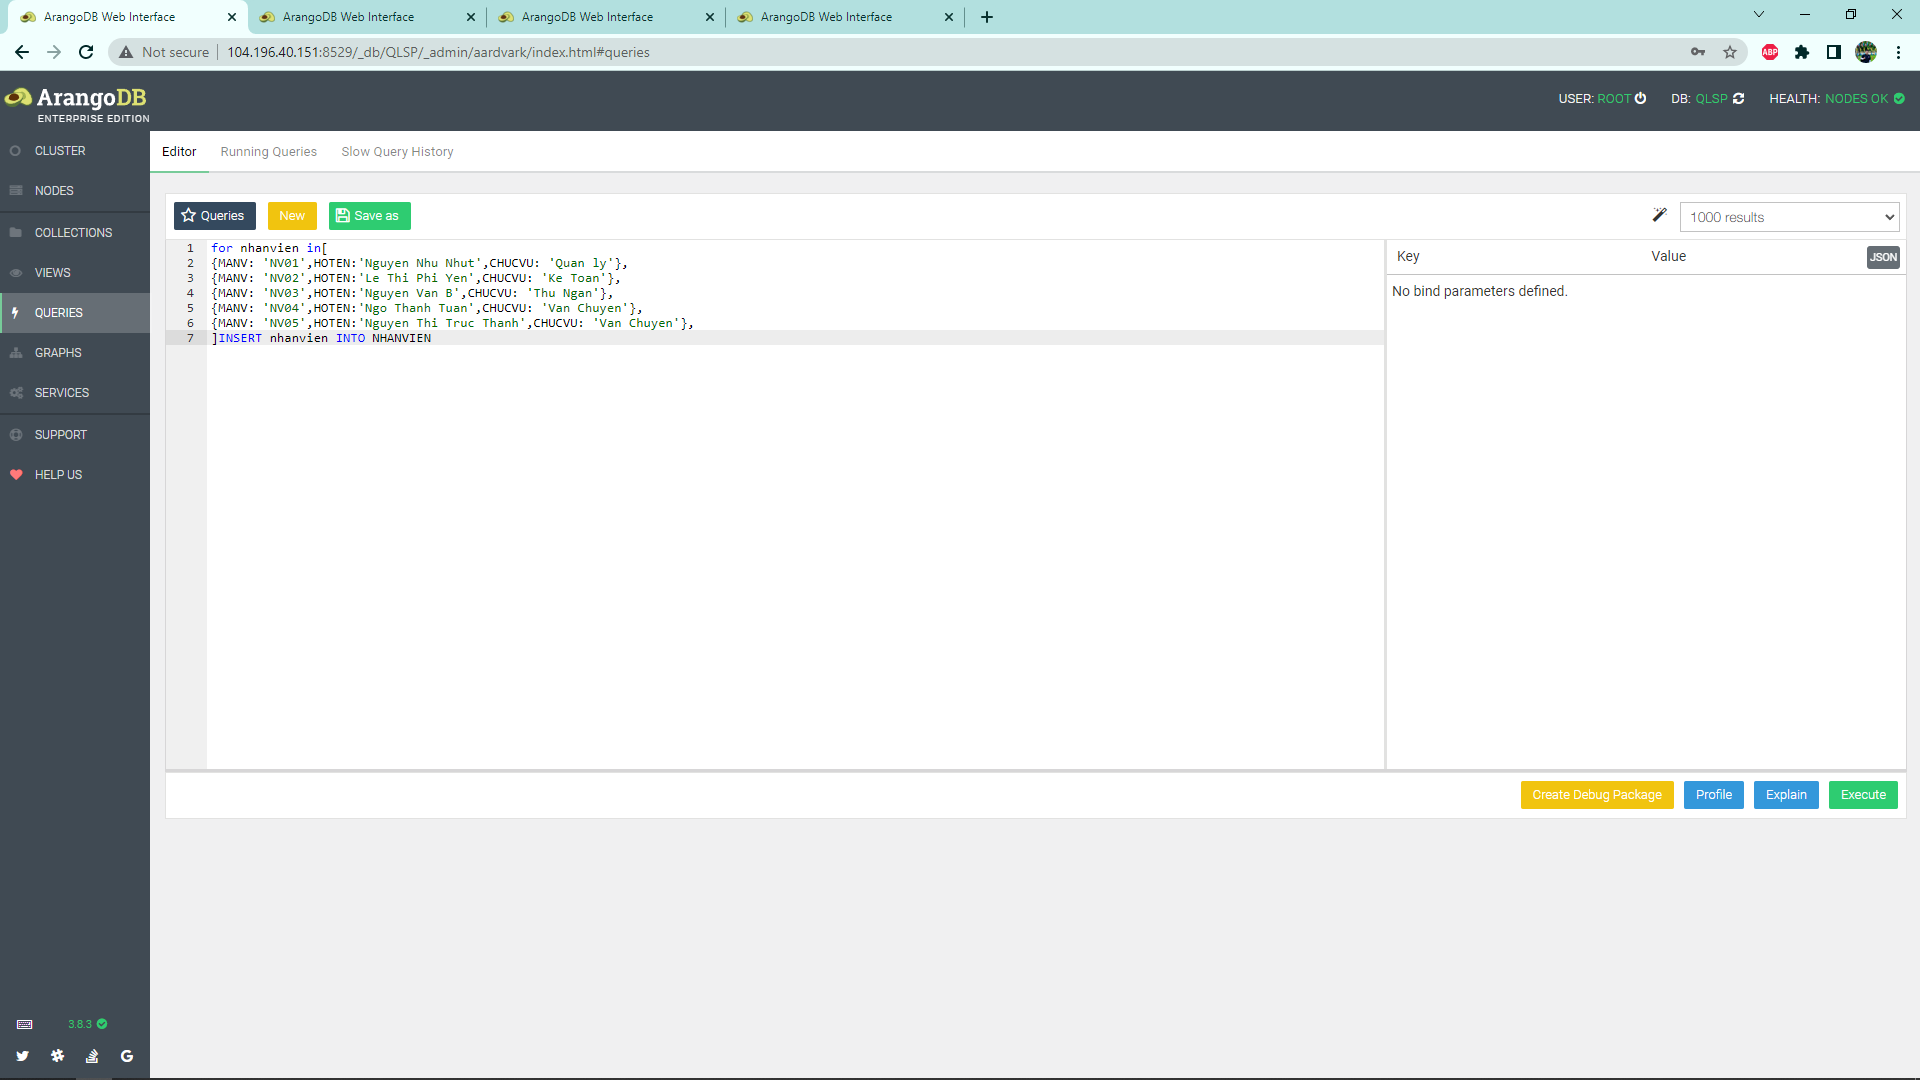 ArangoDB Web Interface
ArangoDB Web Interface
ArangoDB Web Interface
ArangoDB Web Interface
Not secure 104.196.40.151:8529/_db/QLSP/_admin/aardvark/index.html#queries
ABP
ArangoDB
ENTERPRISE EDITION
USER: ROOT
DB: QLSP
HEALTH: NODES OK
CLUSTER
NODES
COLLECTIONS
VIEWS
QUERIES
GRAPHS
SERVICES
SUPPORT
HELP US
3.8.3
Editor
Running Queries
Slow Query History
Queries
New
Save as
1000 results
1 for nhanvien in[
2 {MANV: 'NV01',HOTEN:'Nguyen Nhu Nhut',CHUCVU: 'Quan ly'},
3 {MANV: 'NV02',HOTEN:'Le Thi Phi Yen',CHUCVU: 'Ke Toan'},
4 {MANV: 'NV03',HOTEN:'Nguyen Van B',CHUCVU: 'Thu Ngan'},
5 {MANV: 'NV04',HOTEN:'Ngo Thanh Tuan',CHUCVU: 'Van Chuyen'},
6 {MANV: 'NV05',HOTEN:'Nguyen Thi Truc Thanh',CHUCVU: 'Van Chuyen'},
7 ]INSERT nhanvien INTO NHANVIEN
Key
Value
JSON
No bind parameters defined.
Create Debug Package
Profile
Explain
Execute